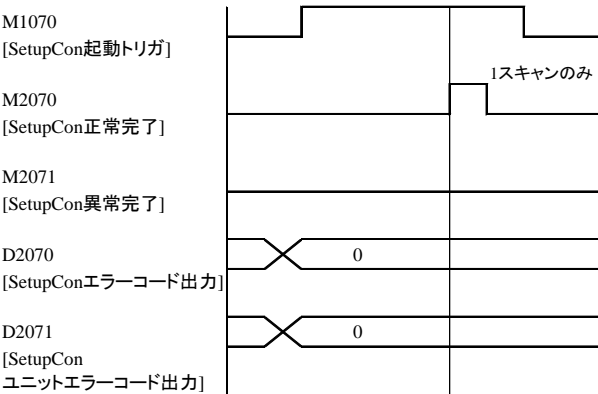 M1070
[SetupCon起動トリガ]
1スキャンのみ
M2070
[SetupCon正常完了]
M2071
[SetupCon異常完了]
D2070
0
[SetupConエラーコード出力]
D2071
0
[SetupCon
ユニットエラーコード出力]